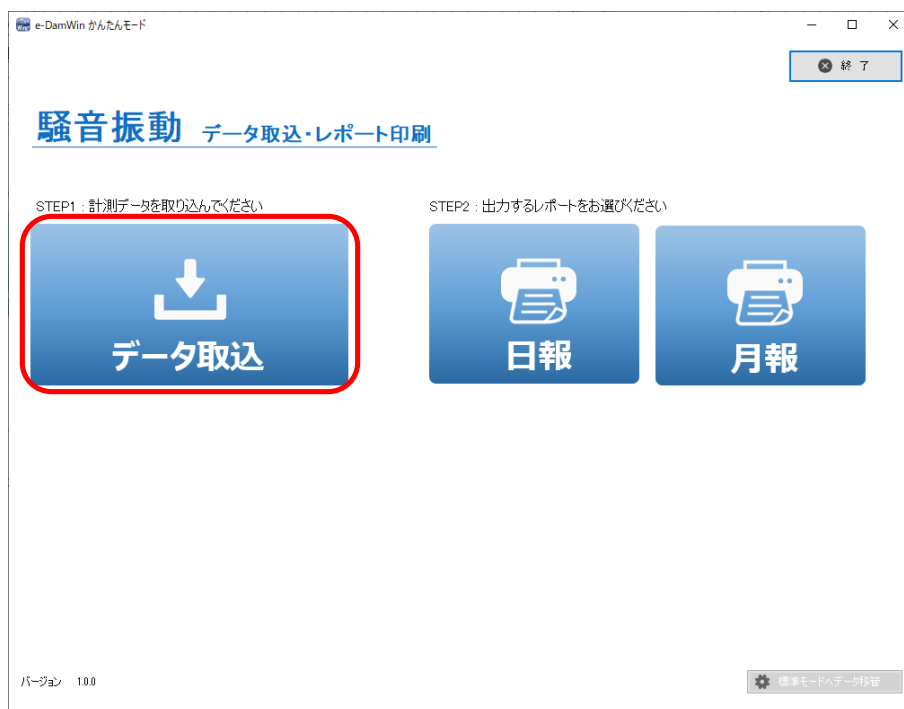 e-DamWin かんたんモード
終 了
騒音振動 データ取込・レポート印刷
STEP1 : 計測データを取り込んでください
STEP2 : 出力するレポートをお選びください
データ取込
日報
月報
バージョン 1.0.0
標準モードへデータ移管